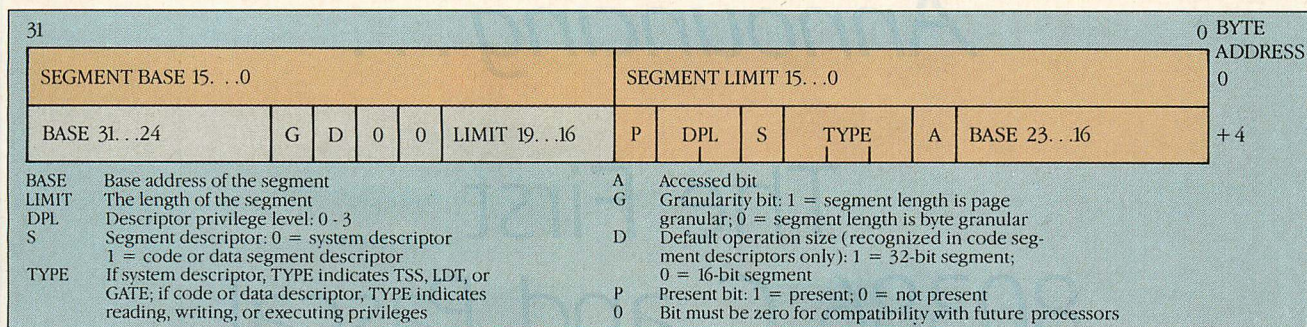 31 0 BYTE
ADDRESS
SEGMENT BASE 15. . .0 SEGMENT LIMIT 15. . .0 0
BASE 31. . .24 G D 0 0 LIMIT 19. . .16 P DPL S TYPE A BASE 23. . .16 +4
BASE Base address of the segment
LIMIT The length of the segment
DPL Descriptor privilege level: 0 - 3
S Segment descriptor: 0 = system descriptor
1 = code or data segment descriptor
TYPE If system descriptor, TYPE indicates TSS, LDT, or
GATE; if code or data descriptor, TYPE indicates
reading, writing, or executing privileges
A Accessed bit
G Granularity bit: 1 = segment length is page
granular; 0 = segment length is byte granular
D Default operation size (recognized in code seg-
ment descriptors only): 1 = 32-bit segment;
0 = 16-bit segment
P Present bit: 1 = present; 0 = not present
0 Bit must be zero for compatibility with future processors